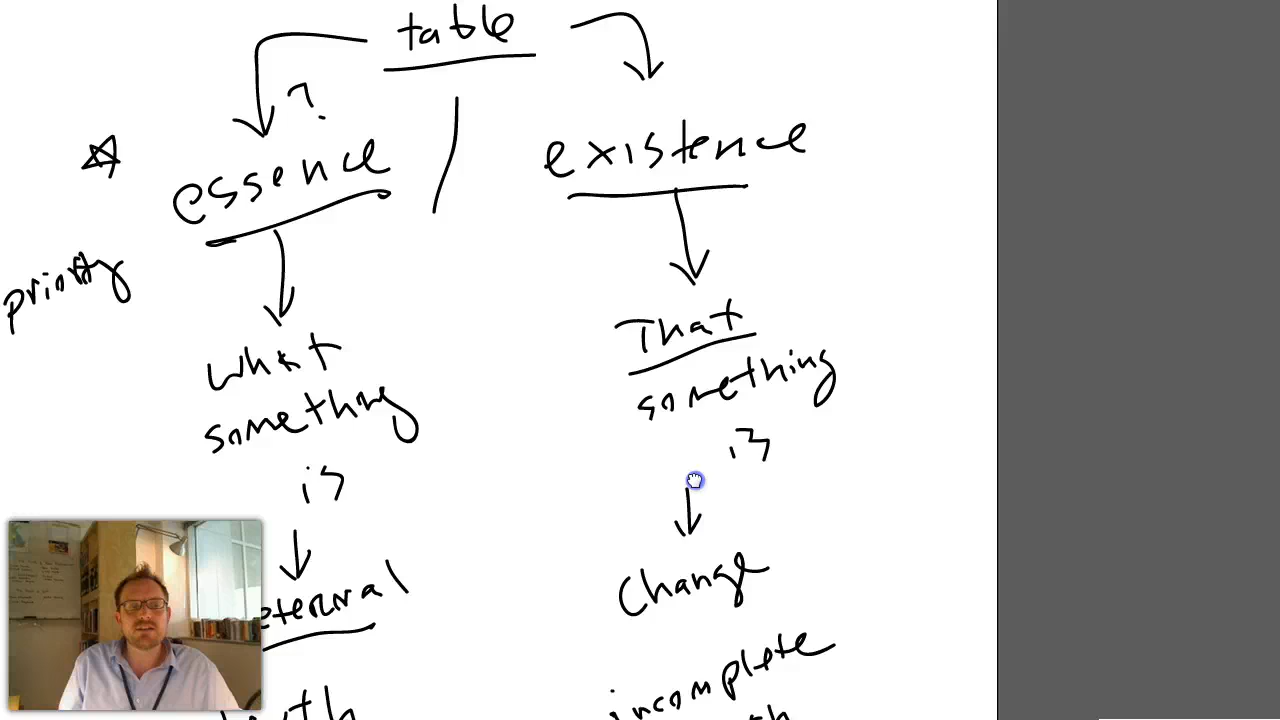 table
?
essence
existence
priority
what
something
is
That
something
is
eternal
change
incomplete